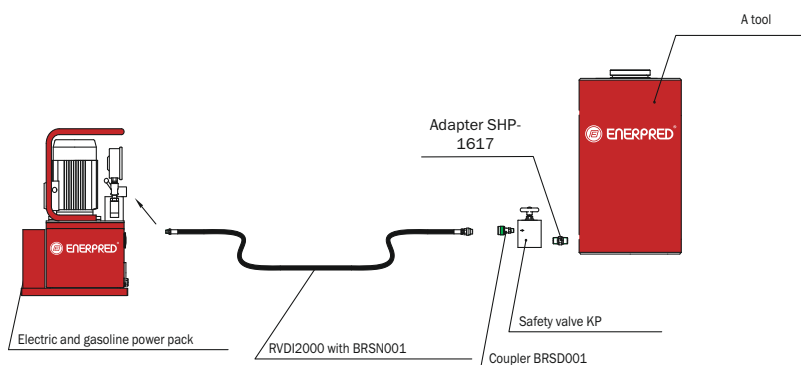 A tool
Adapter SHP-
1617
ENERPRED
ENERPRED
Electric and gasoline power pack
RVDI2000 with BRSN001
Safety valve KP
Coupler BRSD001